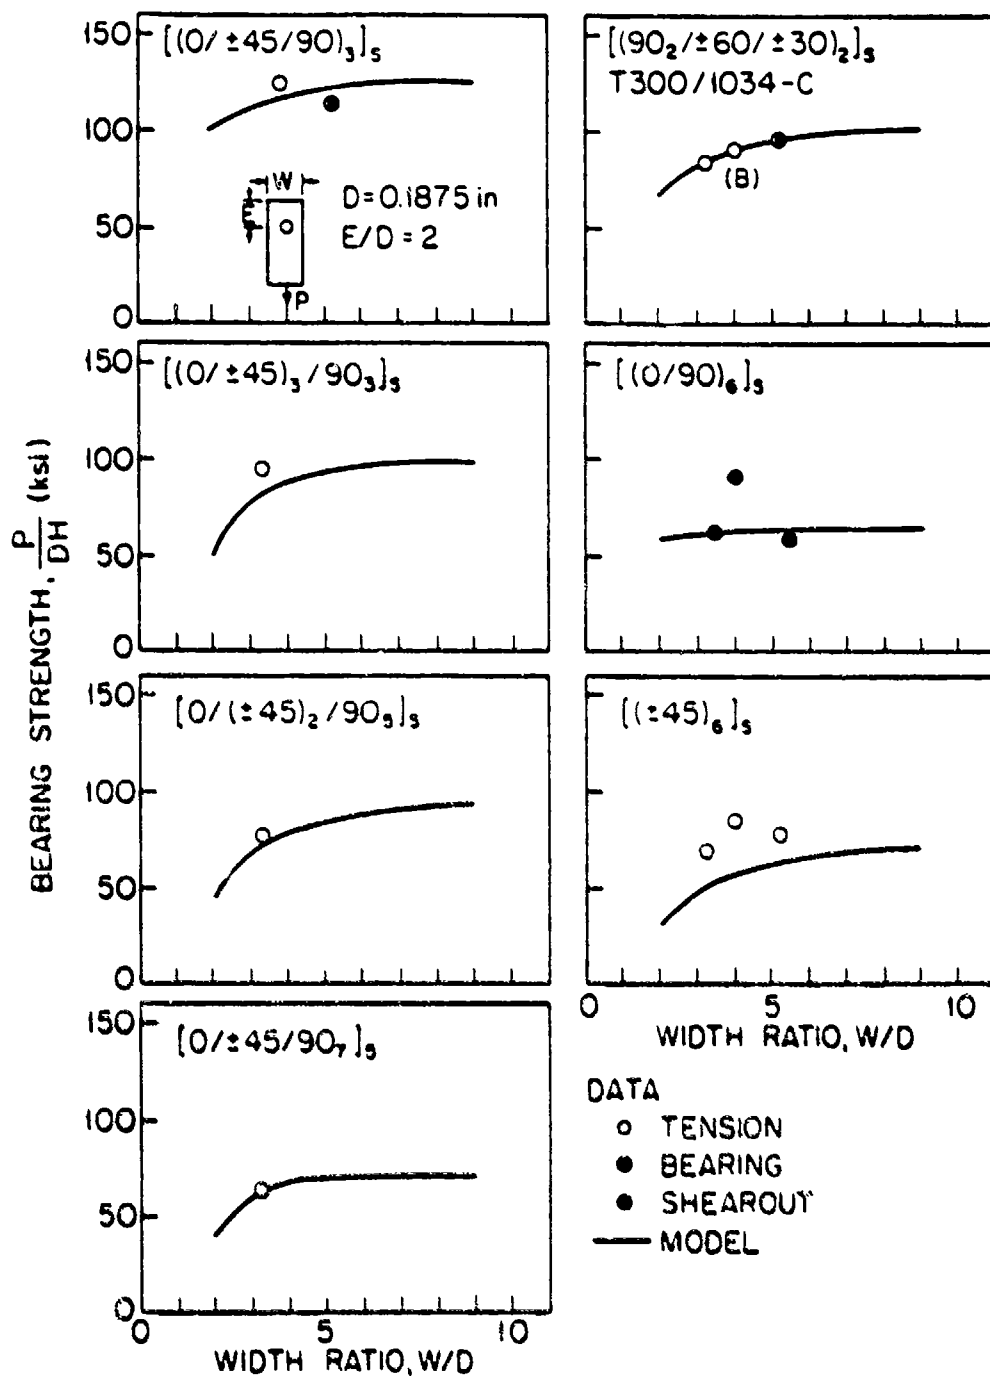 BEARING STRENGTH, P/DH (ksi)
150
100
50
0
[(0/±45/90)₃]ₛ
W
E
P
D=0.1875 in
E/D=2
[(90₂/±60/±30)₂]ₛ
T300/1034-C
(B)
150
100
50
0
[(0/±45)₃/90₃]ₛ
[(0/90)₆]ₛ
150
100
50
0
[0/(±45)₂/90₅]ₛ
[(±45)₆]ₛ
0 5 10
WIDTH RATIO, W/D
150
100
50
0
[0/±45/90₇]ₛ
0 5 10
WIDTH RATIO, W/D
DATA
TENSION
BEARING
SHEAROUT
MODEL